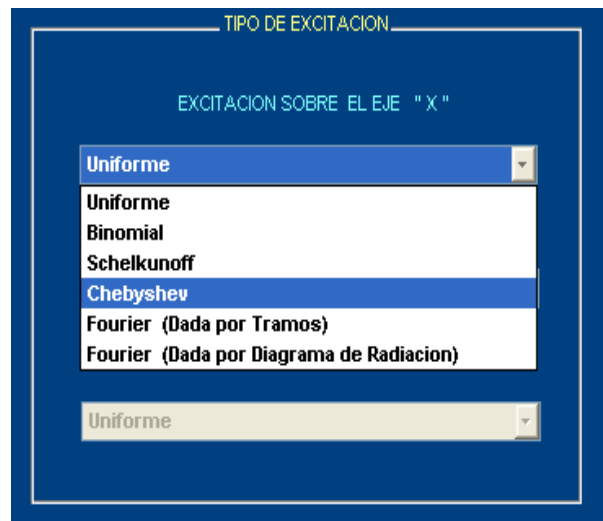 TIPO DE EXCITACION
EXCITACION SOBRE EL EJE " X "
Uniforme
Uniforme
Binomial
Schelkunoff
Chebyshev
Fourier (Dada por Tramos)
Fourier (Dada por Diagrama de Radiacion)
Uniforme